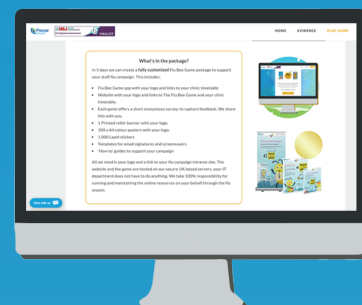 Focus
HSJ
FINALIST
HOME EVIDENCE PLAY GAME
What's in the package?
In 5 days we can create a fully customised Flu Bee Game package to support
your staff flu campaign. This includes:
• Flu Bee Game app with your logo and links to your clinic timetable
• Website with your logo and links to The Flu Bee Game and your clinic
timetable.
• Each game offers a short anonymous survey, to capture feedback. We share
this with you.
• 1 Printed roller banner with your logo;
• 100 x A4 colour posters with your logo;
• 1,000 Lapel stickers
• Templates for email signatures and screensavers
• 'How to' guides to support your campaign
All we need is your logo and a link to your flu campaign intranet site. The
website and the game are hosted on our secure UK based servers, your IT
department does not have to do anything. We take 100% responsibility for
running and maintaining the online resources on your behalf through the flu
season.
Chat with us